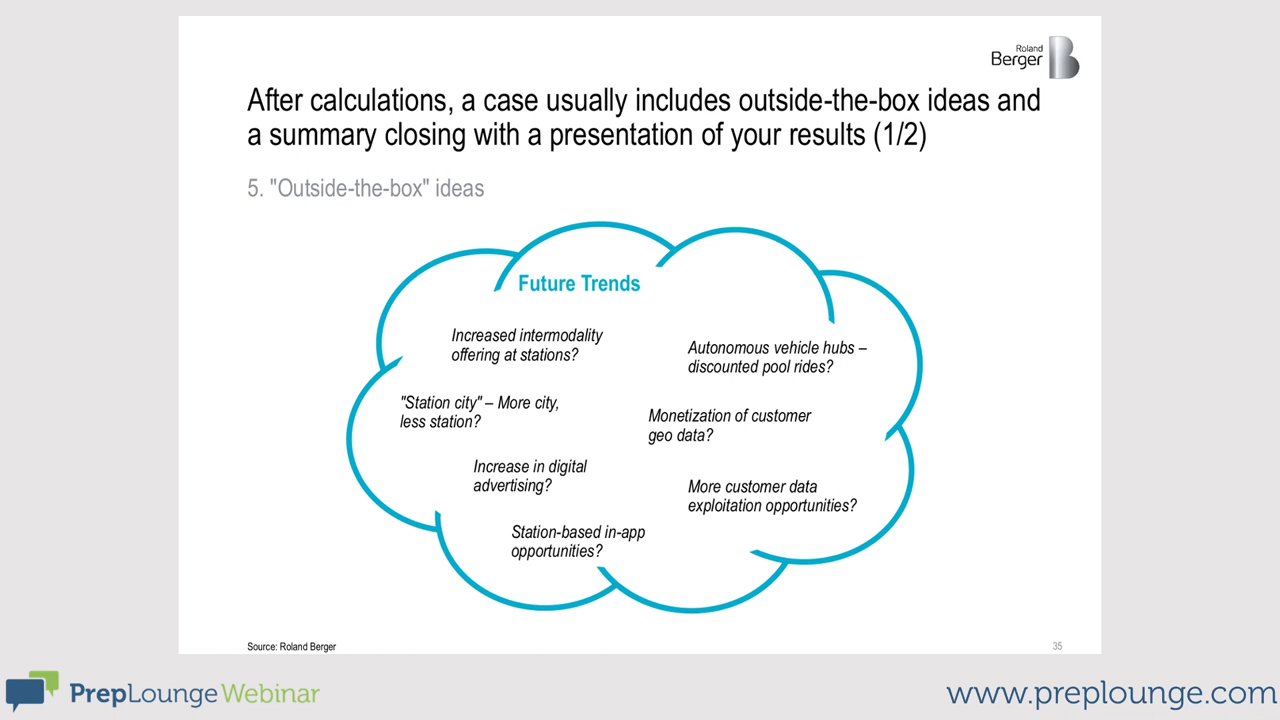 Roland
Berger
After calculations, a case usually includes outside-the-box ideas and
a summary closing with a presentation of your results (1/2)
5. "Outside-the-box" ideas
Future Trends
Increased intermodality
offering at stations?
"Station city" – More city,
less station?
Increase in digital
advertising?
Station-based in-app
opportunities?
Autonomous vehicle hubs –
discounted pool rides?
Monetization of customer
geo data?
More customer data
exploitation opportunities?
Source: Roland Berger
35
PrepLounge Webinar
www.preplounge.com